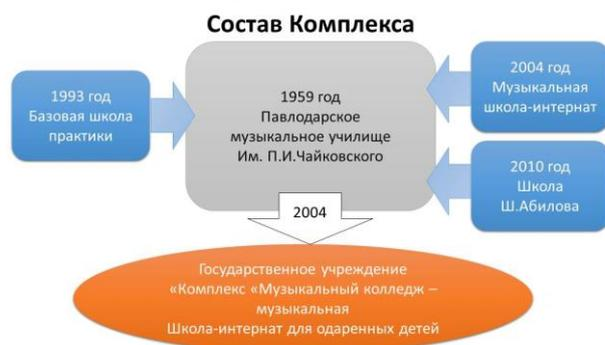 Состав Комплекса
1993 год
Базовая школа
практики
1959 год
Павлодарское
музыкальное училище
Им. П.И.Чайковского
2004 год
Музыкальная
школа-интернат
2010 год
Школа
Ш.Абилова
2004
Государственное учреждение
«Комплекс «Музыкальный колледж –
музыкальная
Школа-интернат для одаренных детей